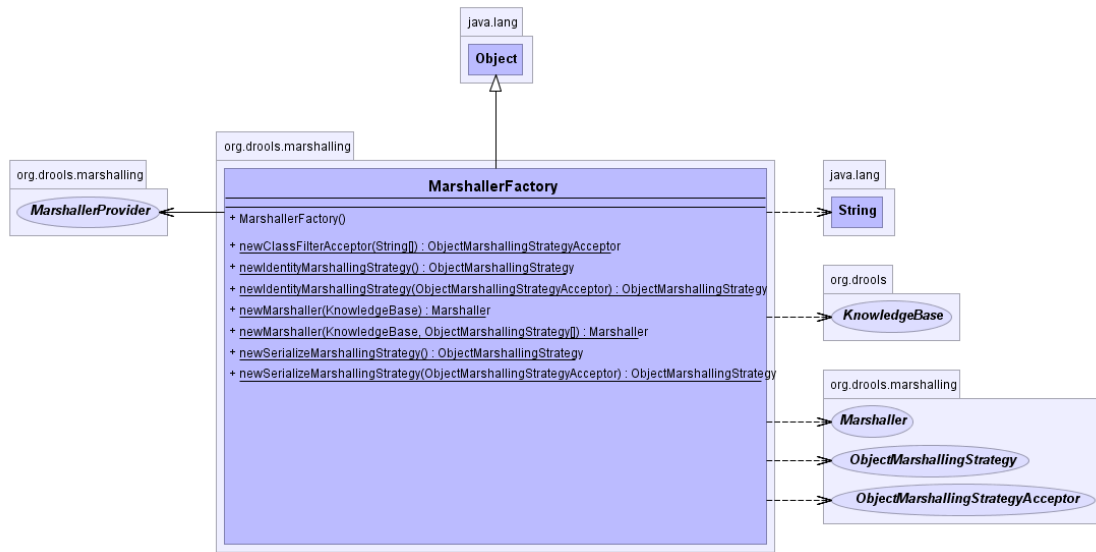 java.lang
Object
org.drools.marshalling
MarshallerProvider
org.drools.marshalling
MarshallerFactory
+ MarshallerFactory()
+ newClassFilterAcceptor(String[]) : ObjectMarshallingStrategyAcceptor
+ newIdentityMarshallingStrategy() : ObjectMarshallingStrategy
+ newIdentityMarshallingStrategy(ObjectMarshallingStrategyAcceptor) : ObjectMarshallingStrategy
+ newMarshaller(KnowledgeBase) : Marshaller
+ newMarshaller(KnowledgeBase, ObjectMarshallingStrategy[]) : Marshaller
+ newSerializeMarshallingStrategy() : ObjectMarshallingStrategy
+ newSerializeMarshallingStrategy(ObjectMarshallingStrategyAcceptor) : ObjectMarshallingStrategy
java.lang
String
org.drools
KnowledgeBase
org.drools.marshalling
Marshaller
ObjectMarshallingStrategy
ObjectMarshallingStrategyAcceptor